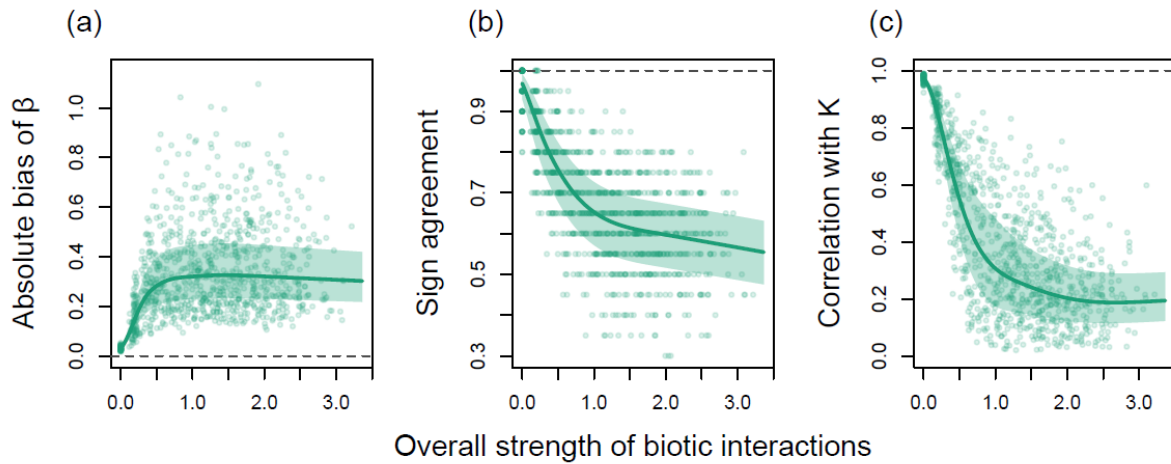 (a)
(b)
(c)
Absolute bias of β
0.0 0.2 0.4 0.6 0.8 1.0
0.0 1.0 2.0 3.0
Sign agreement
0.3 0.5 0.7 0.9
0.0 1.0 2.0 3.0
Correlation with K
0.0 0.2 0.4 0.6 0.8 1.0
0.0 1.0 2.0 3.0
Overall strength of biotic interactions